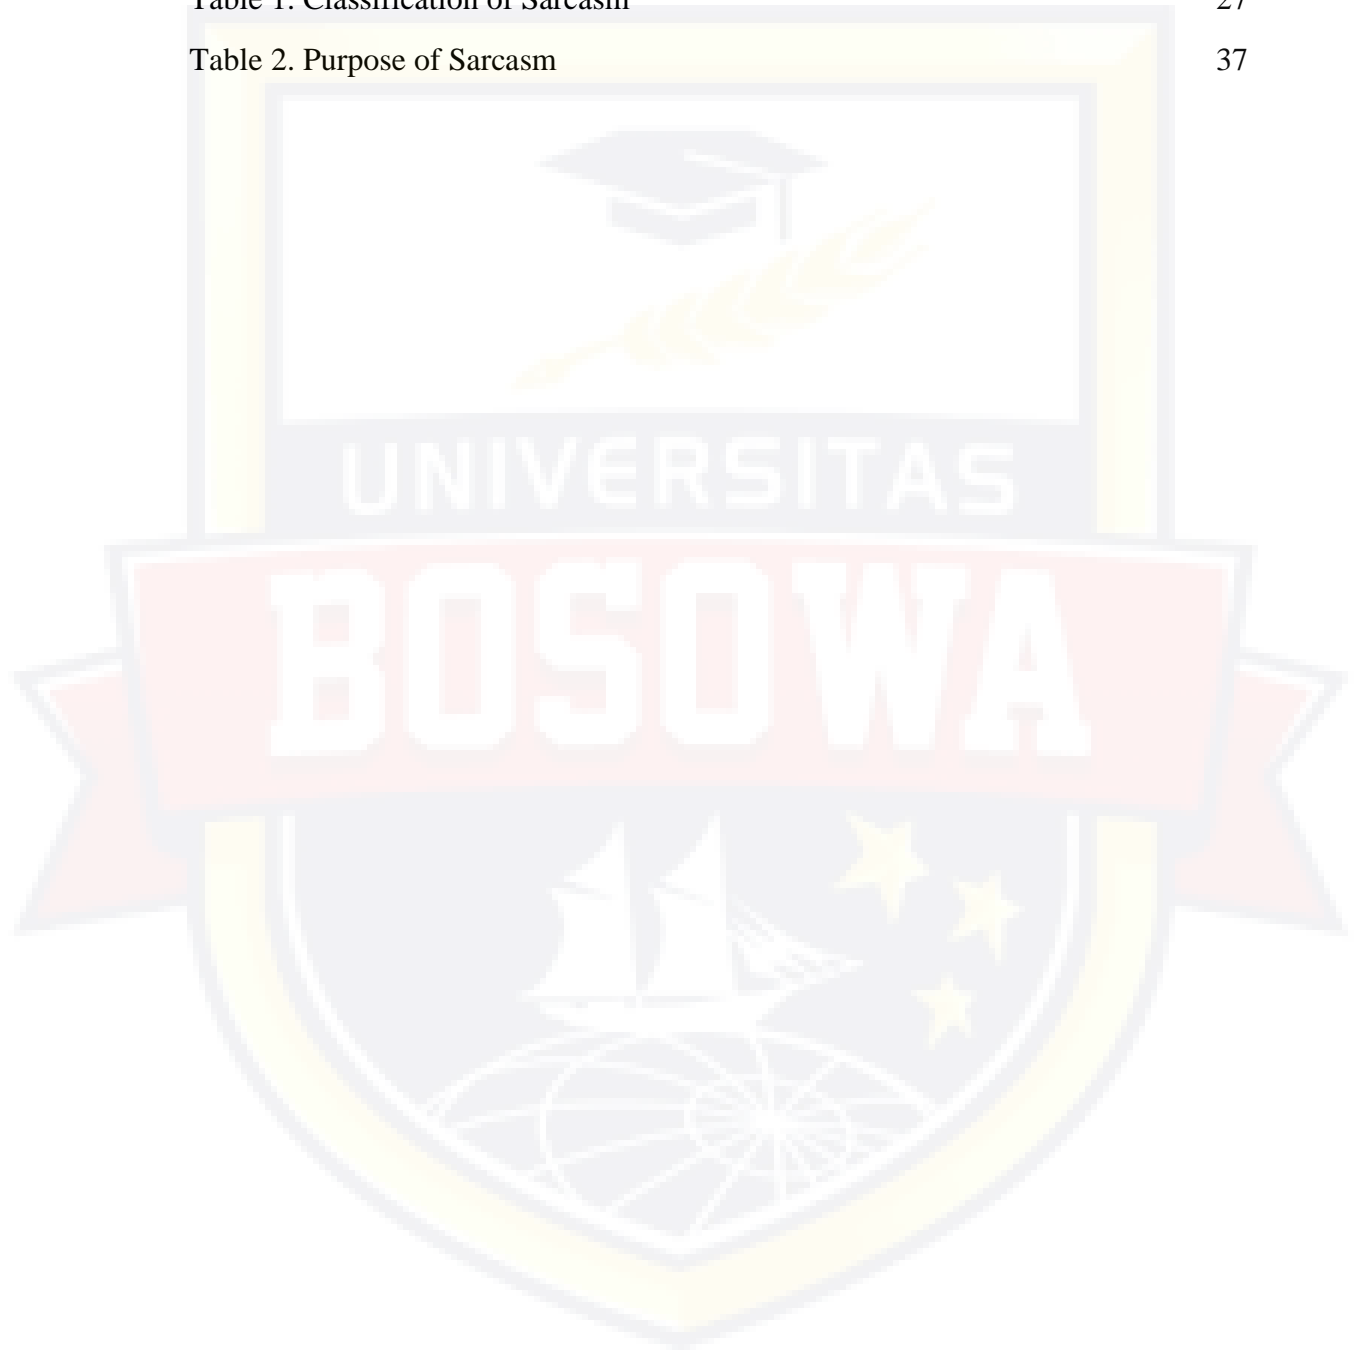 Table 1. Classification of Sarcasm 27
Table 2. Purpose of Sarcasm 37
UNIVERSITAS
BOSOWA